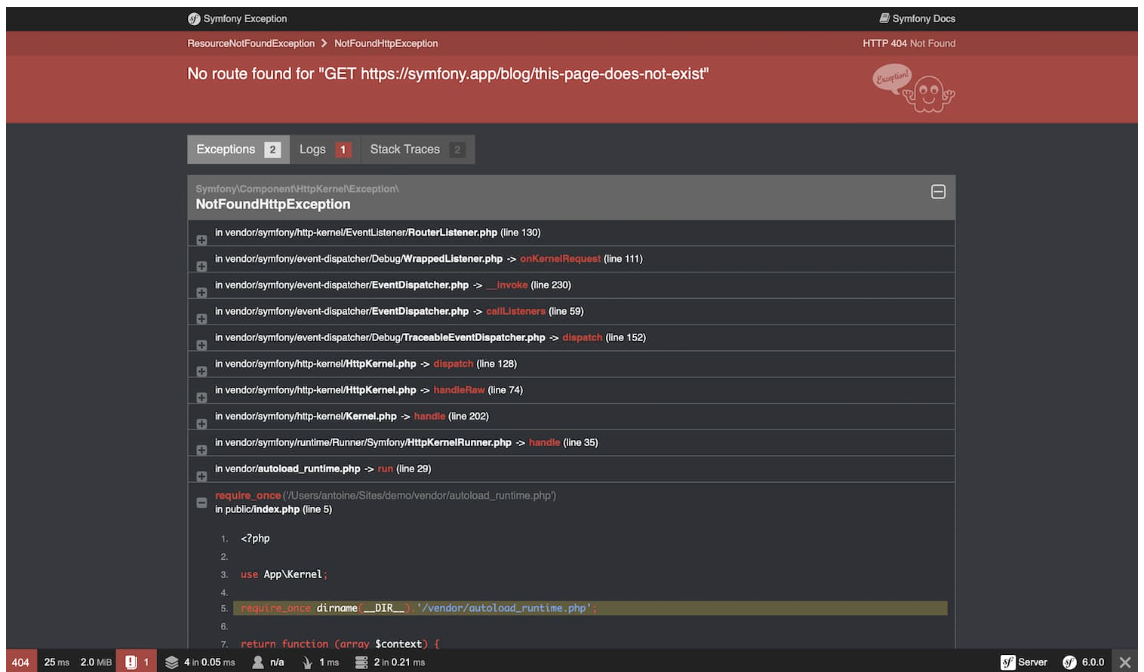 Symfony Exception
Symfony Docs
ResourceNotFoundException > NotFoundHttpException
HTTP 404 Not Found
No route found for "GET https://symfony.app/blog/this-page-does-not-exist"
Exception!
Exceptions 2 Logs 1 Stack Traces 2
Symfony\Component\HttpKernel\Exception\
NotFoundHttpException
in vendor/symfony/http-kernel/EventListener/RouterListener.php (line 130)
in vendor/symfony/event-dispatcher/Debug/WrappedListener.php -> onKernelRequest (line 111)
in vendor/symfony/event-dispatcher/EventDispatcher.php -> __invoke (line 230)
in vendor/symfony/event-dispatcher/EventDispatcher.php -> callListeners (line 59)
in vendor/symfony/event-dispatcher/Debug/TraceableEventDispatcher.php -> dispatch (line 152)
in vendor/symfony/http-kernel/HttpKernel.php -> dispatch (line 128)
in vendor/symfony/http-kernel/HttpKernel.php -> handleRaw (line 74)
in vendor/symfony/http-kernel/Kernel.php -> handle (line 202)
in vendor/symfony/runtime/Runner/Symfony/HttpKernelRunner.php -> handle (line 35)
in vendor/autoload_runtime.php -> run (line 29)
require_once('/Users/antoine/Sites/demo/vendor/autoload_runtime.php')
in public/index.php (line 5)
1. <?php
2.
3. use App\Kernel;
4.
5. require_once dirname(__DIR__).'/vendor/autoload_runtime.php';
6.
7. return function (array $context) {
404 25 ms 2.0 MiB 1 4 in 0.05 ms n/a 1 ms 2 in 0.21 ms Server 6.0.0